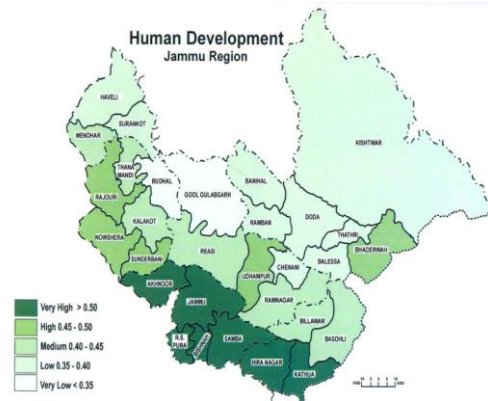 Human Development
Jammu Region
HAVELI
SURANKOT
MENDHAR
THANA
MANDI
BUDHAL
GOOL GULABGARH
RAJOURI
KALAKOT
NOWSHERA
SUNDERBANI
REASI
BANIHAL
RAMBAN
KISHTWAR
DODA
THATHRI
BHADERWAH
BALESSA
CHENANI
UDHAMPUR
RAMNAGAR
BILLAWAR
BASOHLI
AKHNOOR
JAMMU
R.S.
PURA
BISHNAH
SAMBA
HIRA NAGAR
KATHUA
Very High > 0.50
High 0.45 - 0.50
Medium 0.40 - 0.45
Low 0.35 - 0.40
Very Low < 0.35